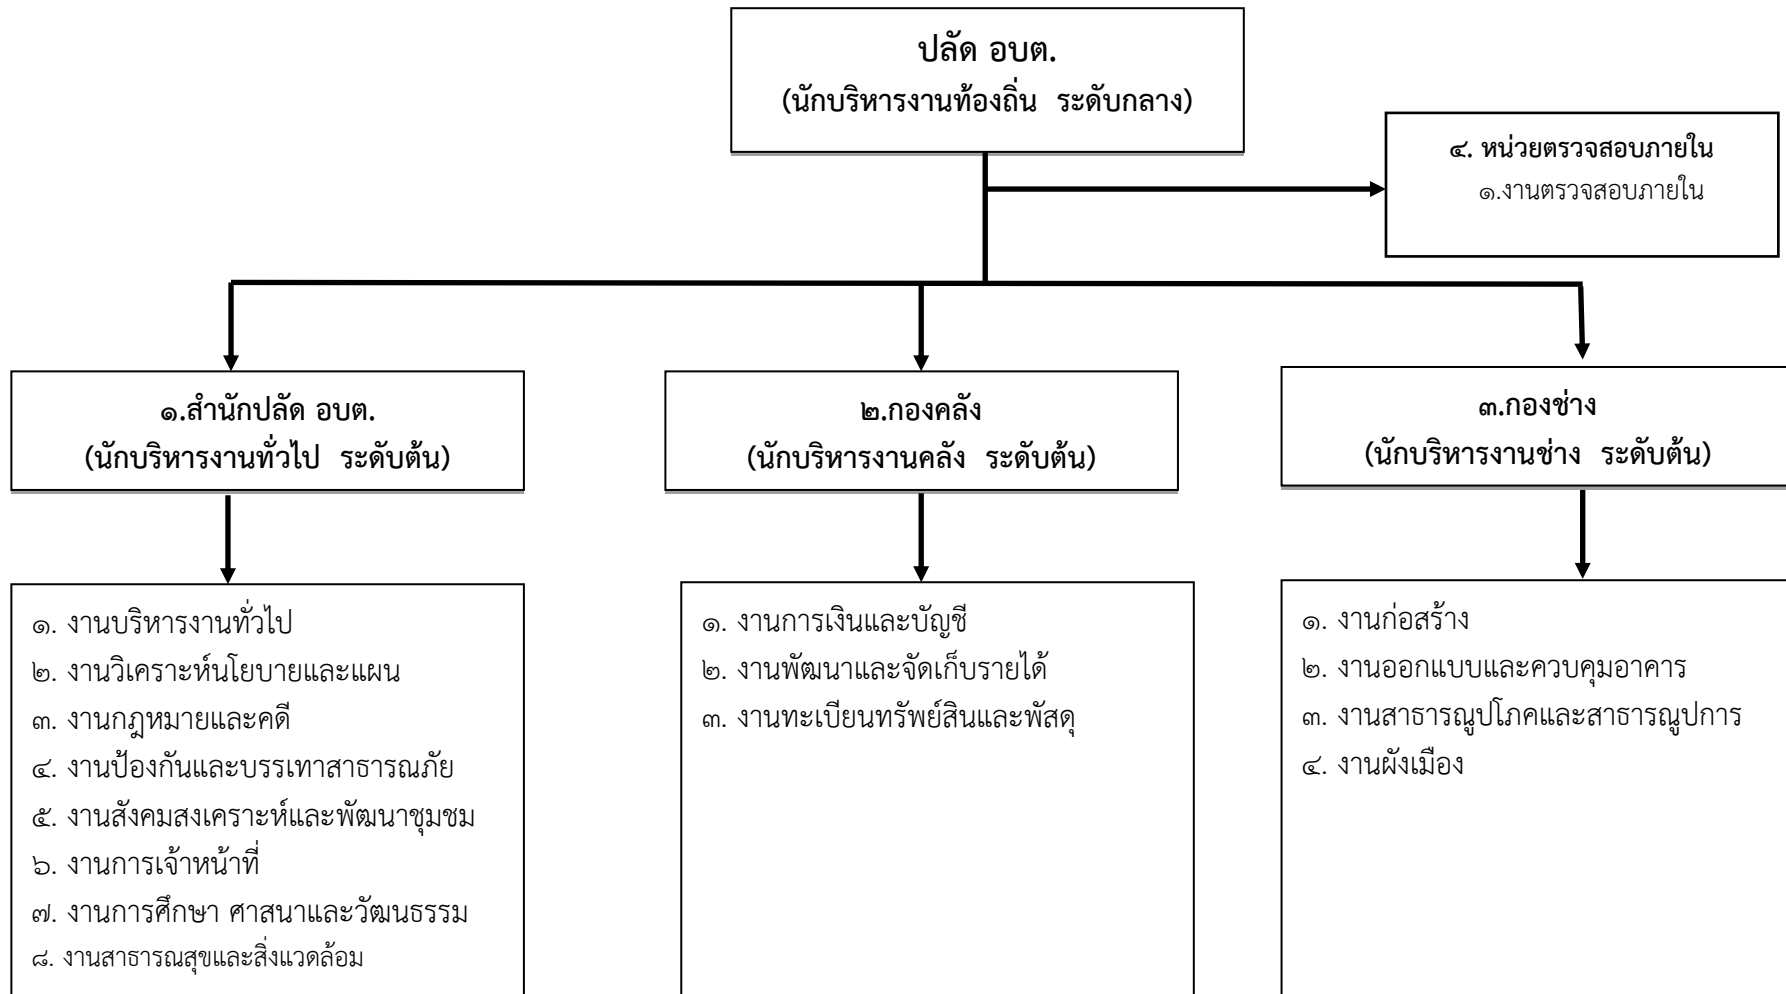 ปลัด อบต.
(นักบริหารงานท้องถิ่น ระดับกลาง)
๔. หน่วยตรวจสอบภายใน
๑.งานตรวจสอบภายใน
๑.สำนักปลัด อบต.
(นักบริหารงานทั่วไป ระดับต้น)
๒.กองคลัง
(นักบริหารงานคลัง ระดับต้น)
๓.กองช่าง
(นักบริหารงานช่าง ระดับต้น)
๑. งานบริหารงานทั่วไป
๒. งานวิเคราะห์นโยบายและแผน
๓. งานกฎหมายและคดี
๔. งานป้องกันและบรรเทาสาธารณภัย
๕. งานสังคมสงเคราะห์และพัฒนาชุมชม
๖. งานการเจ้าหน้าที่
๗. งานการศึกษา ศาสนาและวัฒนธรรม
๘. งานสาธารณสุขและสิ่งแวดล้อม
๑. งานการเงินและบัญชี
๒. งานพัฒนาและจัดเก็บรายได้
๓. งานทะเบียนทรัพย์สินและพัสดุ
๑. งานก่อสร้าง
๒. งานออกแบบและควบคุมอาคาร
๓. งานสาธารณูปโภคและสาธารณูปการ
๔. งานผังเมือง